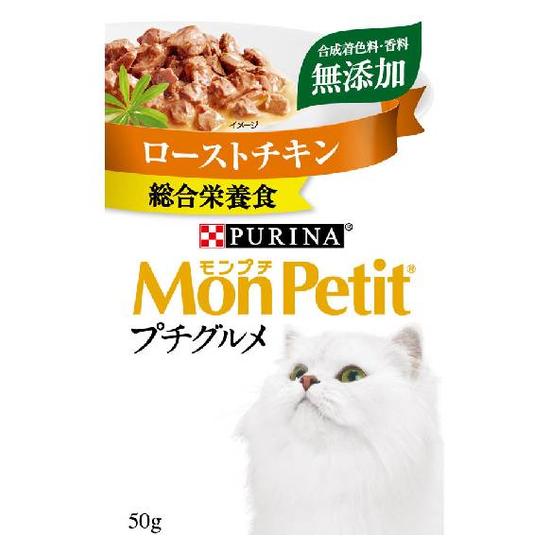 合成着色料・香料
無添加
イメージ
ローストチキン
総合栄養食
PURINA®
モンプチ
MonPetit®
プチグルメ
50g